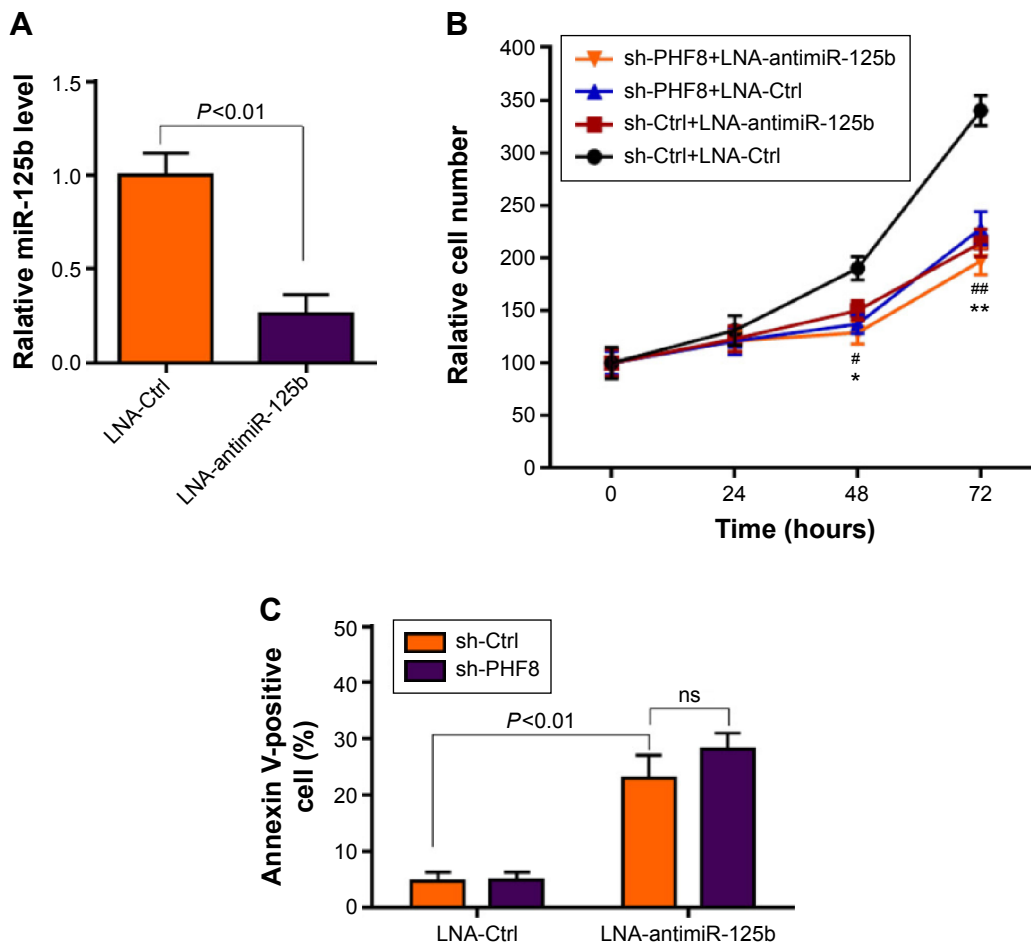 A
Ralative miR-125b level
1.5
1.0
0.5
0.0
P<0.01
LNA-Ctrl
LNA-antimiR-125b
B
Ralative cell number
400
350
300
250
200
150
100
50
0
sh-PHF8+LNA-antimiR-125b
sh-PHF8+LNA-Ctrl
sh-Ctrl+LNA-antimiR-125b
sh-Ctrl+LNA-Ctrl
#
*
##
**
0
24
48
72
Time (hours)
C
Annexin V-positive
cell (%)
50
40
30
20
10
0
sh-Ctrl
sh-PHF8
P<0.01
ns
LNA-Ctrl
LNA-antimiR-125b